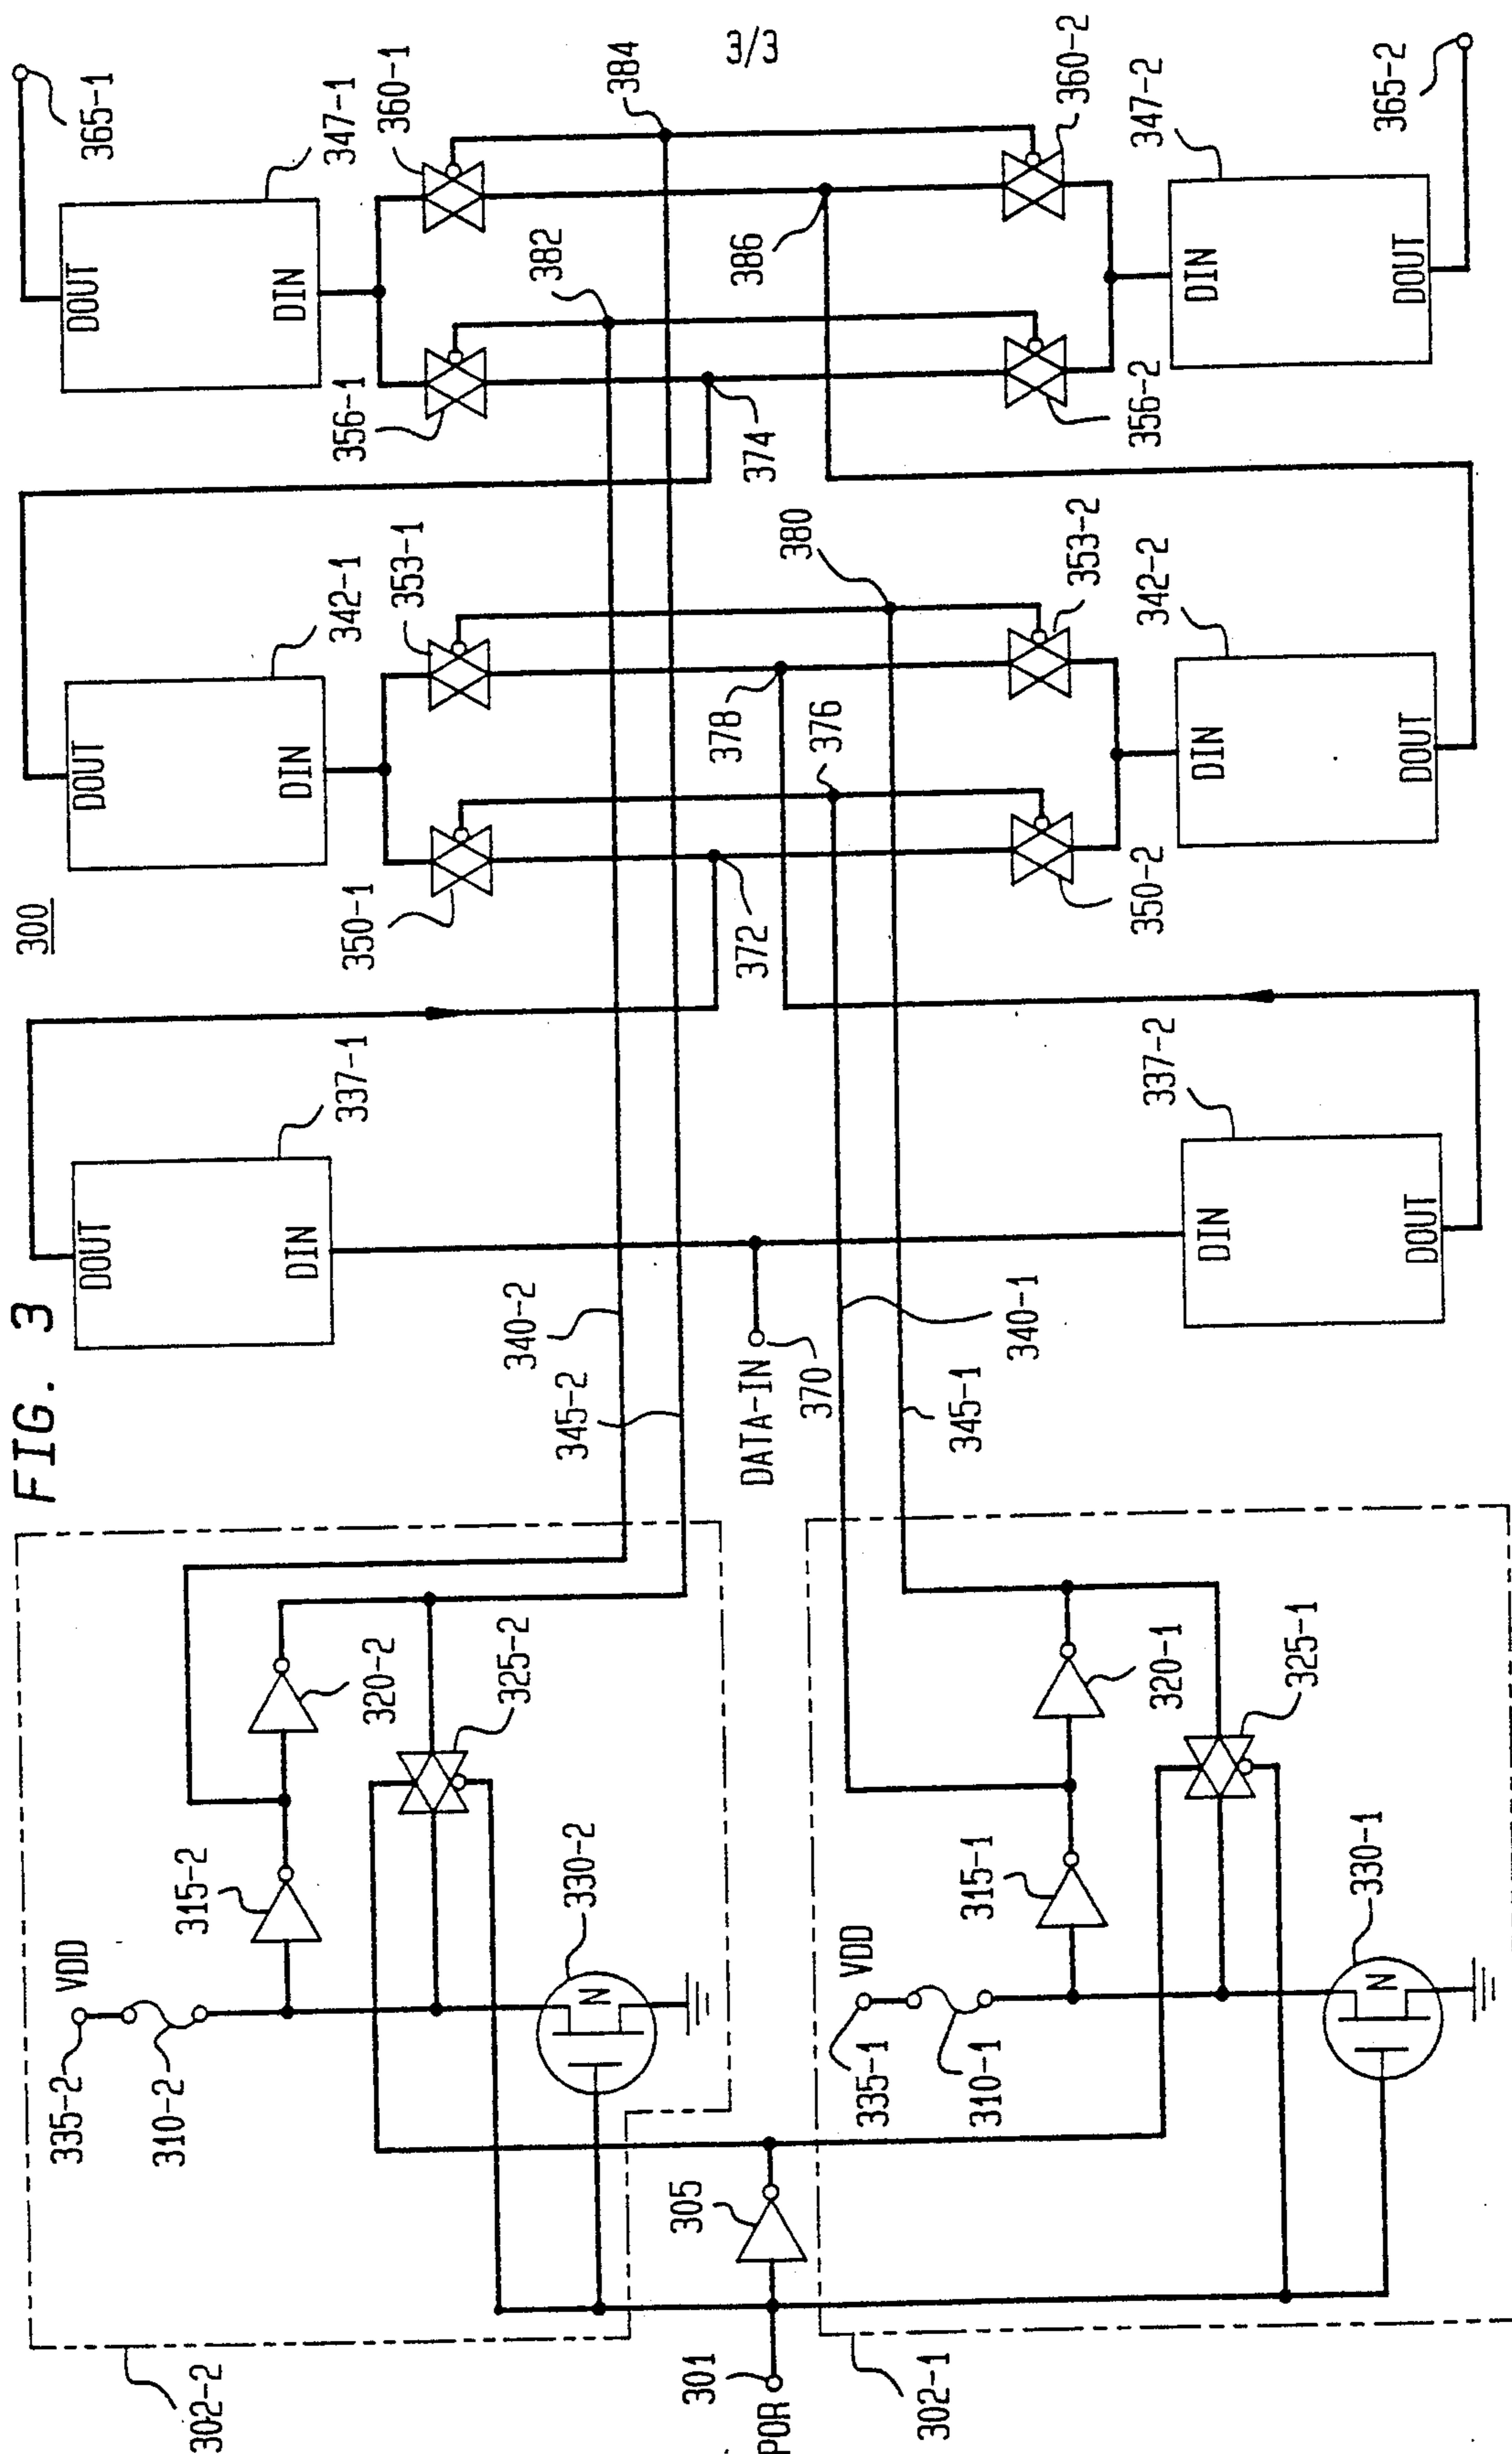 3/3
FIG. 3
300
302-2
335-2
VDD
310-2
315-2
320-2
325-2
330-2
340-2
345-2
305
301
POR
302-1
335-1
VDD
310-1
315-1
320-1
325-1
330-1
340-1
345-1
DATA-IN
370
DOUT
DIN
337-1
DIN
DOUT
337-2
DOUT
DIN
342-1
350-1
353-1
372
378
376
380
350-2
353-2
DIN
DOUT
342-2
DOUT
DIN
347-1
365-1
356-1
360-1
382
384
374
386
356-2
360-2
DIN
DOUT
347-2
365-2